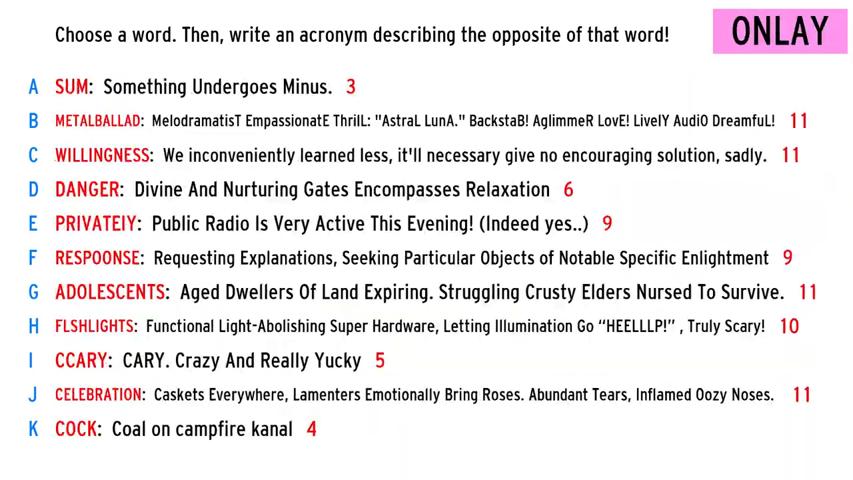 Choose a word. Then, write an acronym describing the opposite of that word!
ONLAY
A SUM: Something Undergoes Minus. 3
B METALBALLAD: MelodramatisT EmpassionatE ThrilL: "AstraL LunA." BackstaB! AglimmeR LovE! LivelY AudiO DreamfuL! 11
C WILLINGNESS: We inconveniently learned less, it'll necessary give no encouraging solution, sadly. 11
D DANGER: Divine And Nurturing Gates Encompasses Relaxation 6
E PRIVATEIY: Public Radio Is Very Active This Evening! (Indeed yes..) 9
F RESPOONSE: Requesting Explanations, Seeking Particular Objects of Notable Specific Enlightment 9
G ADOLESCENTS: Aged Dwellers Of Land Expiring. Struggling Crusty Elders Nursed To Survive. 11
H FLSHLIGHTS: Functional Light-Abolishing Super Hardware, Letting Illumination Go “HEELLLP!” , Truly Scary! 10
I CCARY: CARY. Crazy And Really Yucky 5
J CELEBRATION: Caskets Everywhere, Lamenters Emotionally Bring Roses. Abundant Tears, Inflamed Oozy Noses. 11
K COCK: Coal on campfire kanal 4